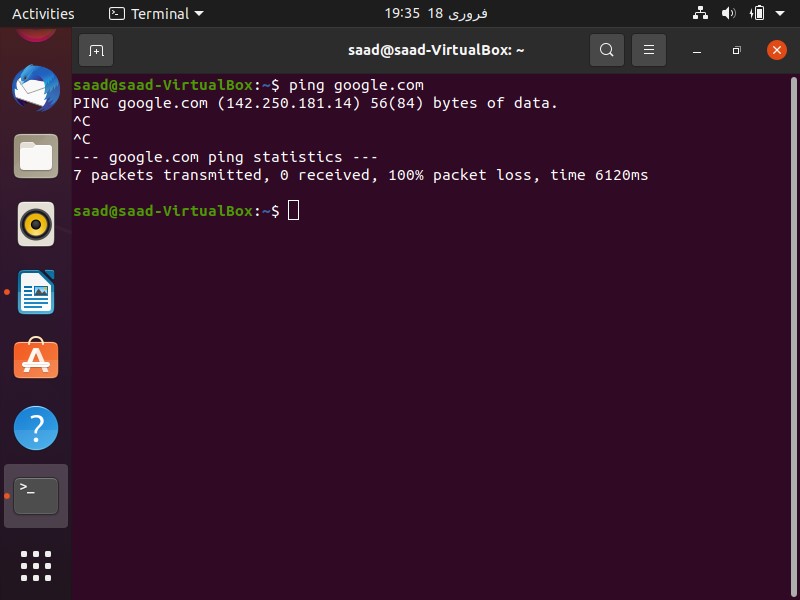 Activities Terminal 19:35 18 فروری
saad@saad-VirtualBox: ~
saad@saad-VirtualBox:~$ ping google.com
PING google.com (142.250.181.14) 56(84) bytes of data.
^C
^C
--- google.com ping statistics ---
7 packets transmitted, 0 received, 100% packet loss, time 6120ms
saad@saad-VirtualBox:~$